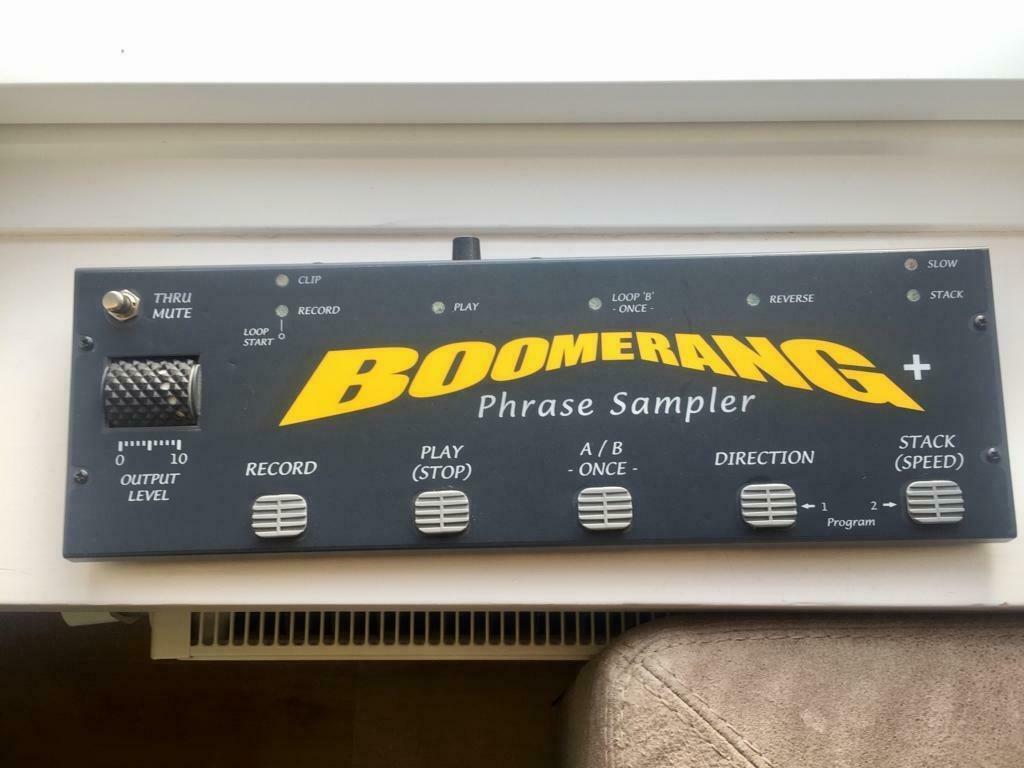 THRU
MUTE
CLIP
RECORD
LOOP
START
PLAY
LOOP 'B'
- ONCE -
REVERSE
SLOW
STACK
BOOMERANG +
Phrase Sampler
0 10
OUTPUT
LEVEL
RECORD
PLAY
(STOP)
A / B
- ONCE -
DIRECTION
STACK
(SPEED)
← 1 2 →
Program